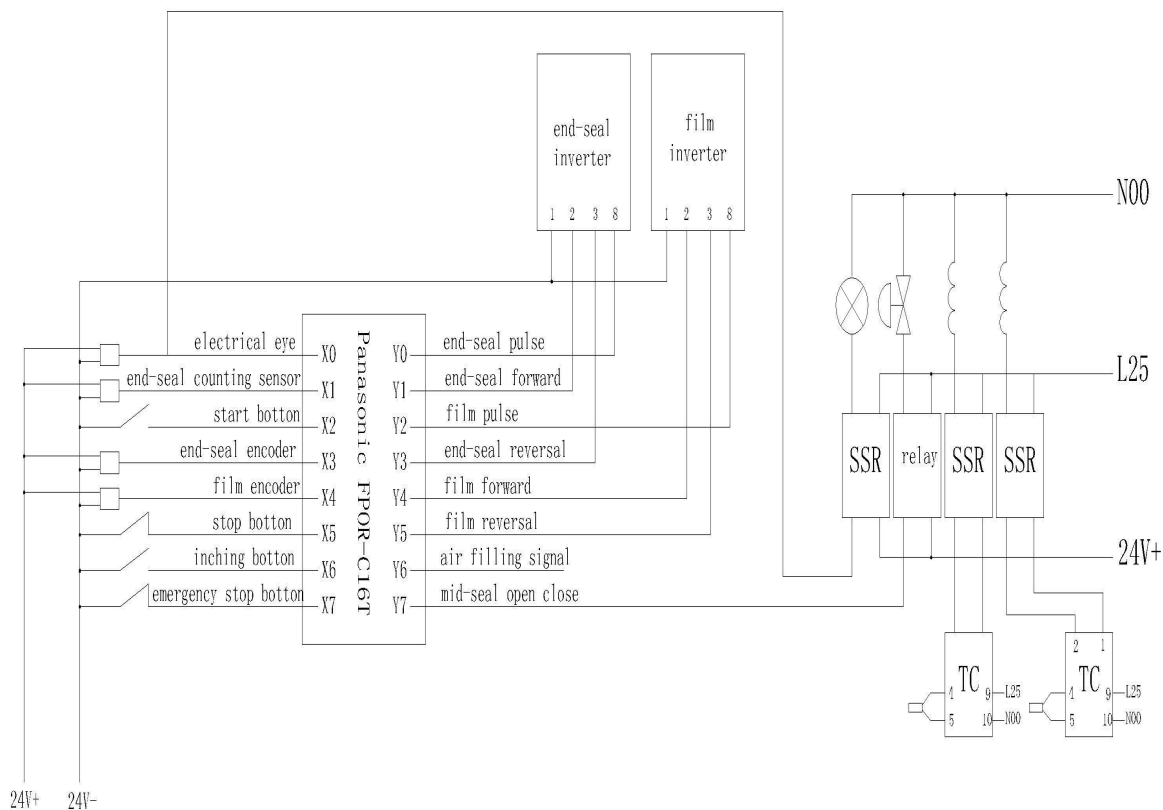 end-seal
inverter
1 2 3 8
film
inverter
1 2 3 8
N00
L25
24V+
electrical eye X0
end-seal counting sensor X1
start botton X2
end-seal encoder X3
film encoder X4
stop botton X5
inching botton X6
emergency stop botton X7
Panasonic FPOR-C16T
Y0 end-seal pulse
Y1 end-seal forward
Y2 film pulse
Y3 end-seal reversal
Y4 film forward
Y5 film reversal
Y6 air filling signal
Y7 mid-seal open close
SSR
relay
SSR
SSR
TC
4 9 L25
5 10 N00
2 1
TC
4 9 L25
5 10 N00
24V+ 24V-